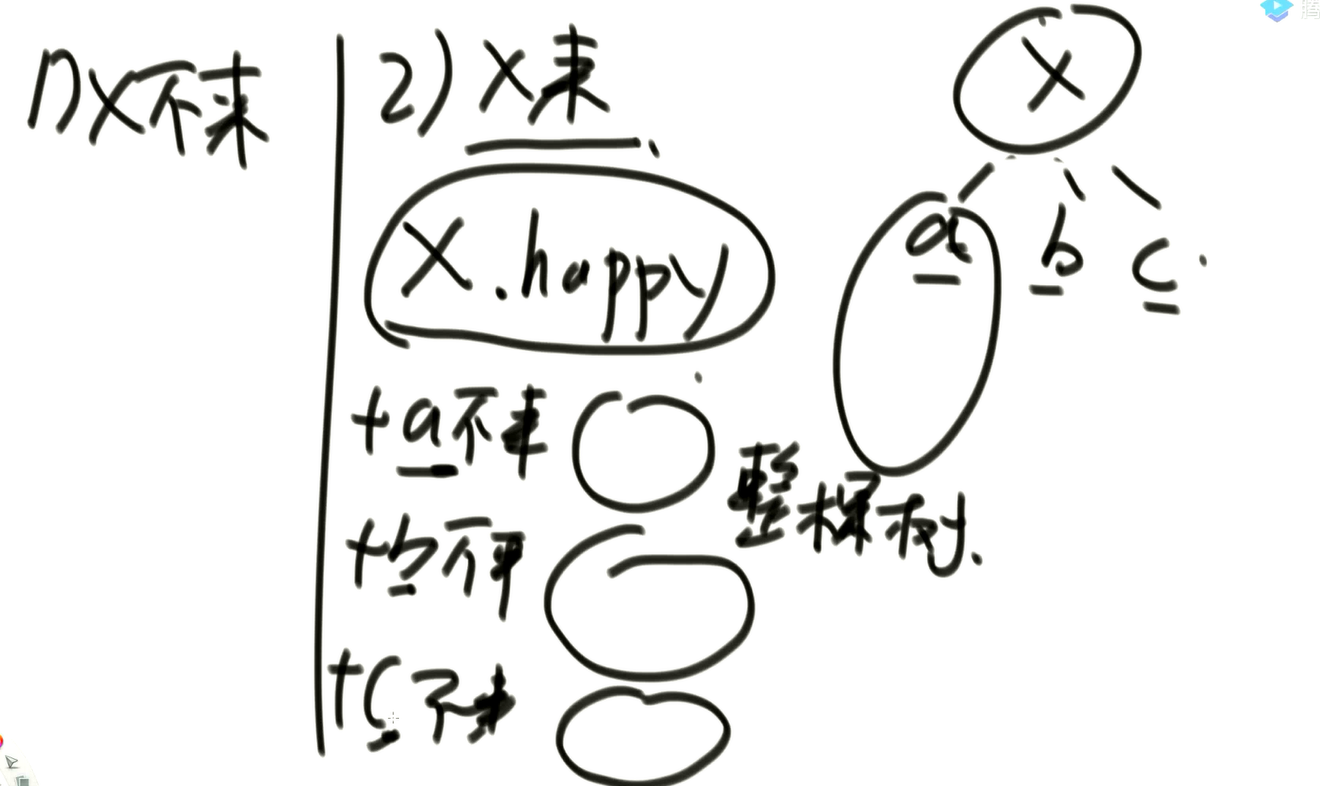 1) X不来
2) X来
X.happy
+a不来
+b不来
+c不来
X
a b c
整棵树.
腾